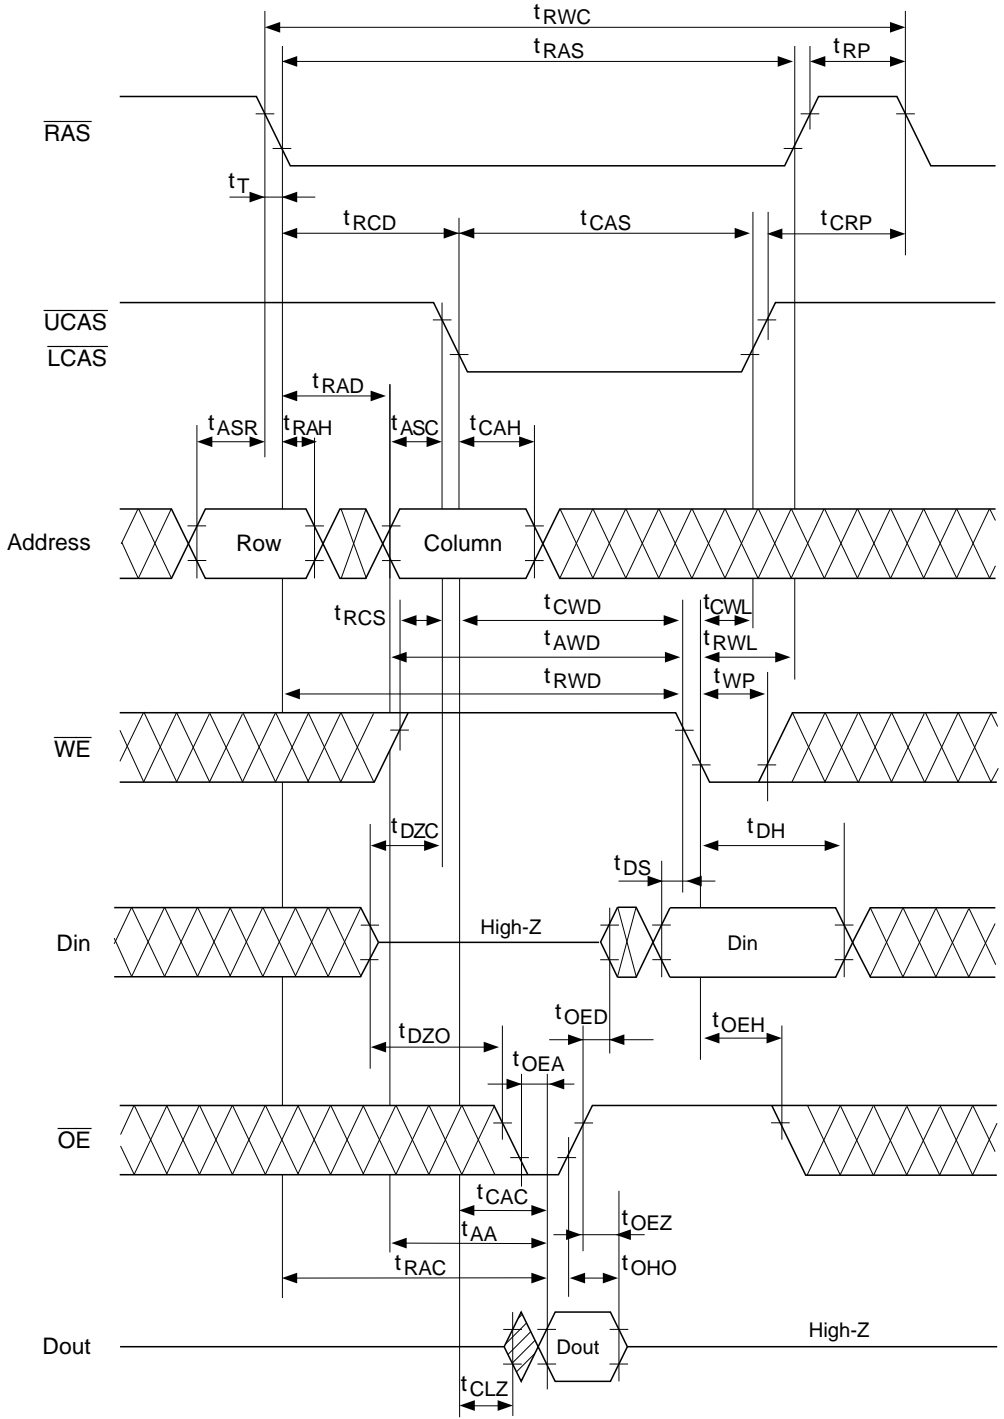 tRWC
tRAS
tRP
RAS
tT
tRCD
tCAS
tCRP
UCAS
LCAS
tRAD
tASR
tRAH
tASC
tCAH
Address
Row
Column
tRCS
tCWD
tCWL
tAWD
tRWL
tRWD
tWP
WE
tDZC
tDH
tDS
Din
High-Z
Din
tOED
tDZO
tOEH
tOEA
OE
tCAC
tOEZ
tAA
tRAC
tOHO
Dout
Dout
High-Z
tCLZ